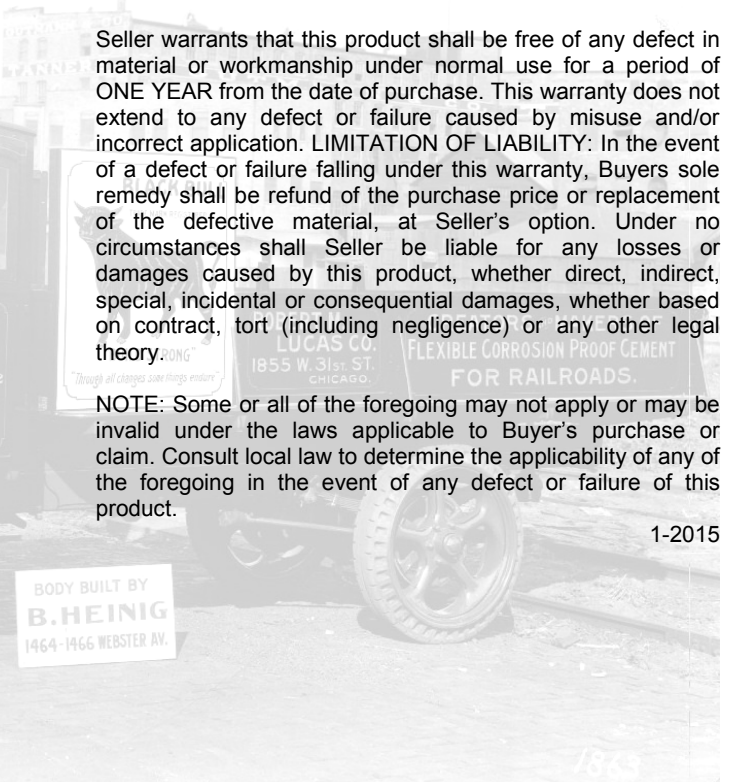 Seller warrants that this product shall be free of any defect in
material or workmanship under normal use for a period of
ONE YEAR from the date of purchase. This warranty does not
extend to any defect or failure caused by misuse and/or
incorrect application. LIMITATION OF LIABILITY: In the event
of a defect or failure falling under this warranty, Buyers sole
remedy shall be refund of the purchase price or replacement
of the defective material, at Seller's option. Under no
circumstances shall Seller be liable for any losses or
damages caused by this product, whether direct, indirect,
special, incidental or consequential damages, whether based
on contract, tort (including negligence) or any other legal
theory.
NOTE: Some or all of the foregoing may not apply or may be
invalid under the laws applicable to Buyer's purchase or
claim. Consult local law to determine the applicability of any of
the foregoing in the event of any defect or failure of this
product.
1-2015
TANNER
BLACK BULL
"Through all changes some things endure"
LUCAS CO.
1855 W. 31ST. ST.
CHICAGO.
FLEXIBLE CORROSION PROOF CEMENT
FOR RAILROADS.
BODY BUILT BY
B. HEINIG
1464-1466 WEBSTER AV.